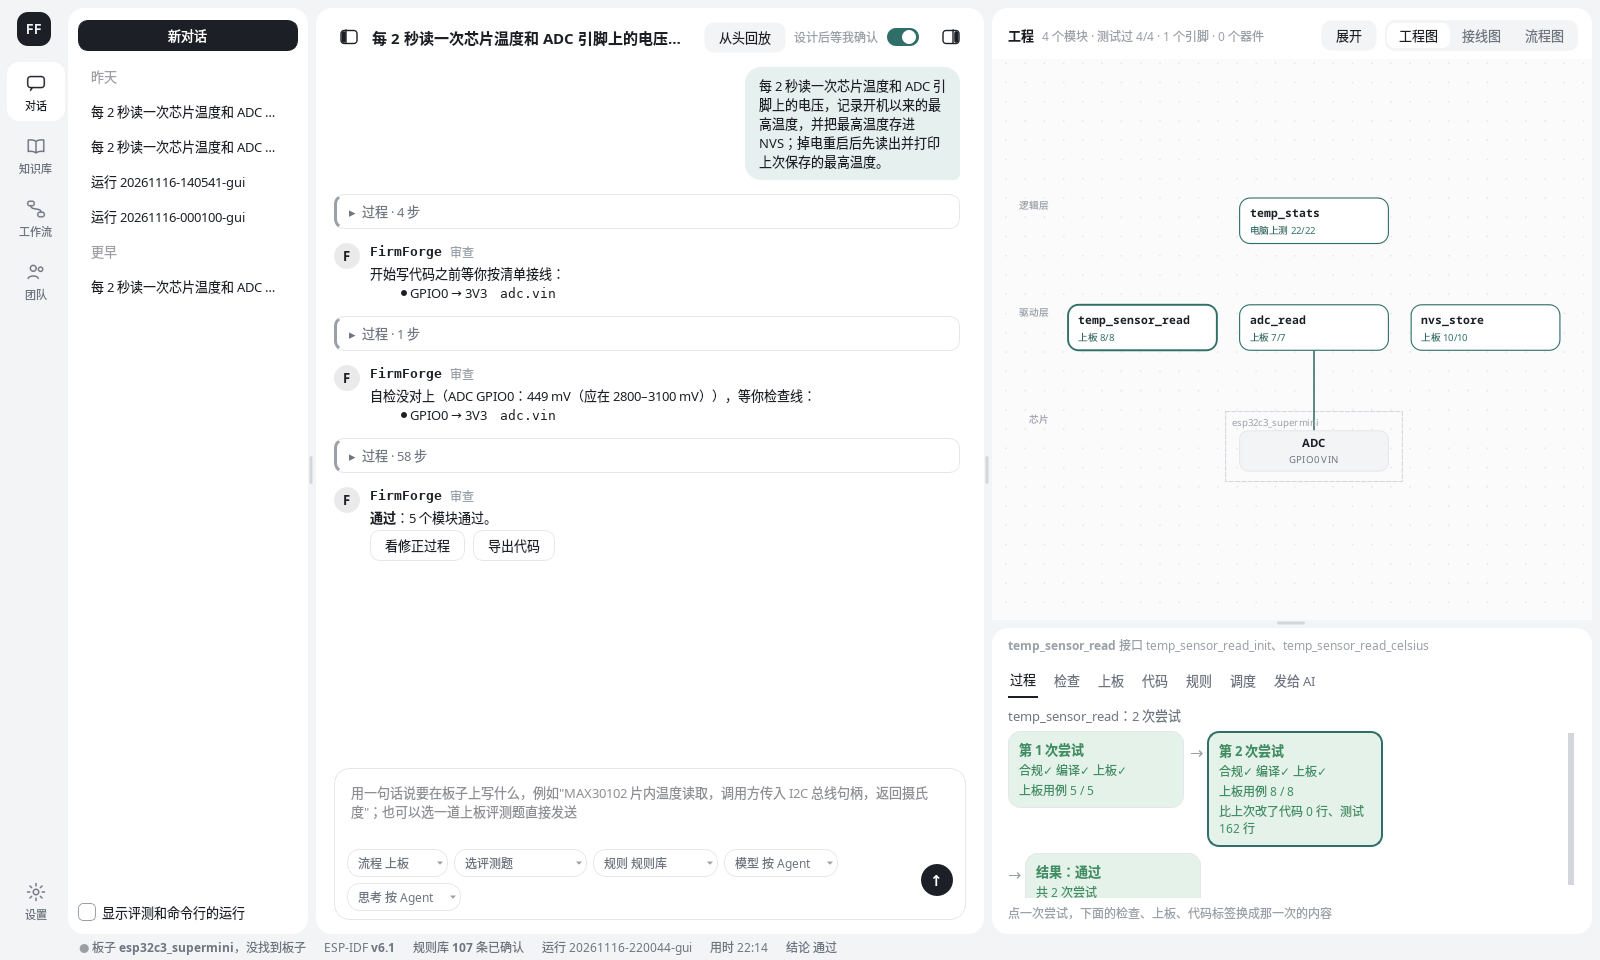 FF
对话
知识库
工作流
团队
设置
新对话
昨天
每 2 秒读一次芯片温度和 ADC ...
每 2 秒读一次芯片温度和 ADC ...
运行 20261116-140541-gui
运行 20261116-000100-gui
更早
每 2 秒读一次芯片温度和 ADC ...
显示评测和命令行的运行
每 2 秒读一次芯片温度和 ADC 引脚上的电压...
从头回放
设计后等我确认
每 2 秒读一次芯片温度和 ADC 引
脚上的电压，记录开机以来的最
高温度，并把最高温度存进
NVS；掉电重启后先读出并打印
上次保存的最高温度。
▸ 过程 · 4 步
F
FirmForge 审查
开始写代码之前等你按清单接线：
● GPIO0 → 3V3 adc.vin
▸ 过程 · 1 步
F
FirmForge 审查
自检没对上（ADC GPIO0：449 mV（应在 2800–3100 mV）），等你检查线：
● GPIO0 → 3V3 adc.vin
▸ 过程 · 58 步
F
FirmForge 审查
通过：5 个模块通过。
看修正过程
导出代码
用一句话说要在板子上写什么，例如"MAX30102 片内温度读取，调用方传入 I2C 总线句柄，返回摄氏
度"；也可以选一道上板评测题直接发送
流程 上板
选评测题
规则 规则库
模型 按 Agent
思考 按 Agent
↑
工程 4 个模块 · 测试过 4/4 · 1 个引脚 · 0 个器件
展开
工程图
接线图
流程图
逻辑层
temp_stats
电脑上测 22/22
驱动层
temp_sensor_read
上板 8/8
adc_read
上板 7/7
nvs_store
上板 10/10
芯片
esp32c3_supermini
ADC
GPIO0 VIN
temp_sensor_read 接口 temp_sensor_read_init、temp_sensor_read_celsius
过程
检查
上板
代码
规则
调度
发给 AI
temp_sensor_read：2 次尝试
第 1 次尝试
合规✓ 编译✓ 上板✓
上板用例 5 / 5
→
第 2 次尝试
合规✓ 编译✓ 上板✓
上板用例 8 / 8
比上次改了代码 0 行、测试
162 行
→
结果：通过
共 2 次尝试
点一次尝试，下面的检查、上板、代码标签换成那一次的内容
板子 esp32c3_supermini，没找到板子
ESP-IDF v6.1
规则库 107 条已确认
运行 20261116-220044-gui
用时 22:14
结论 通过